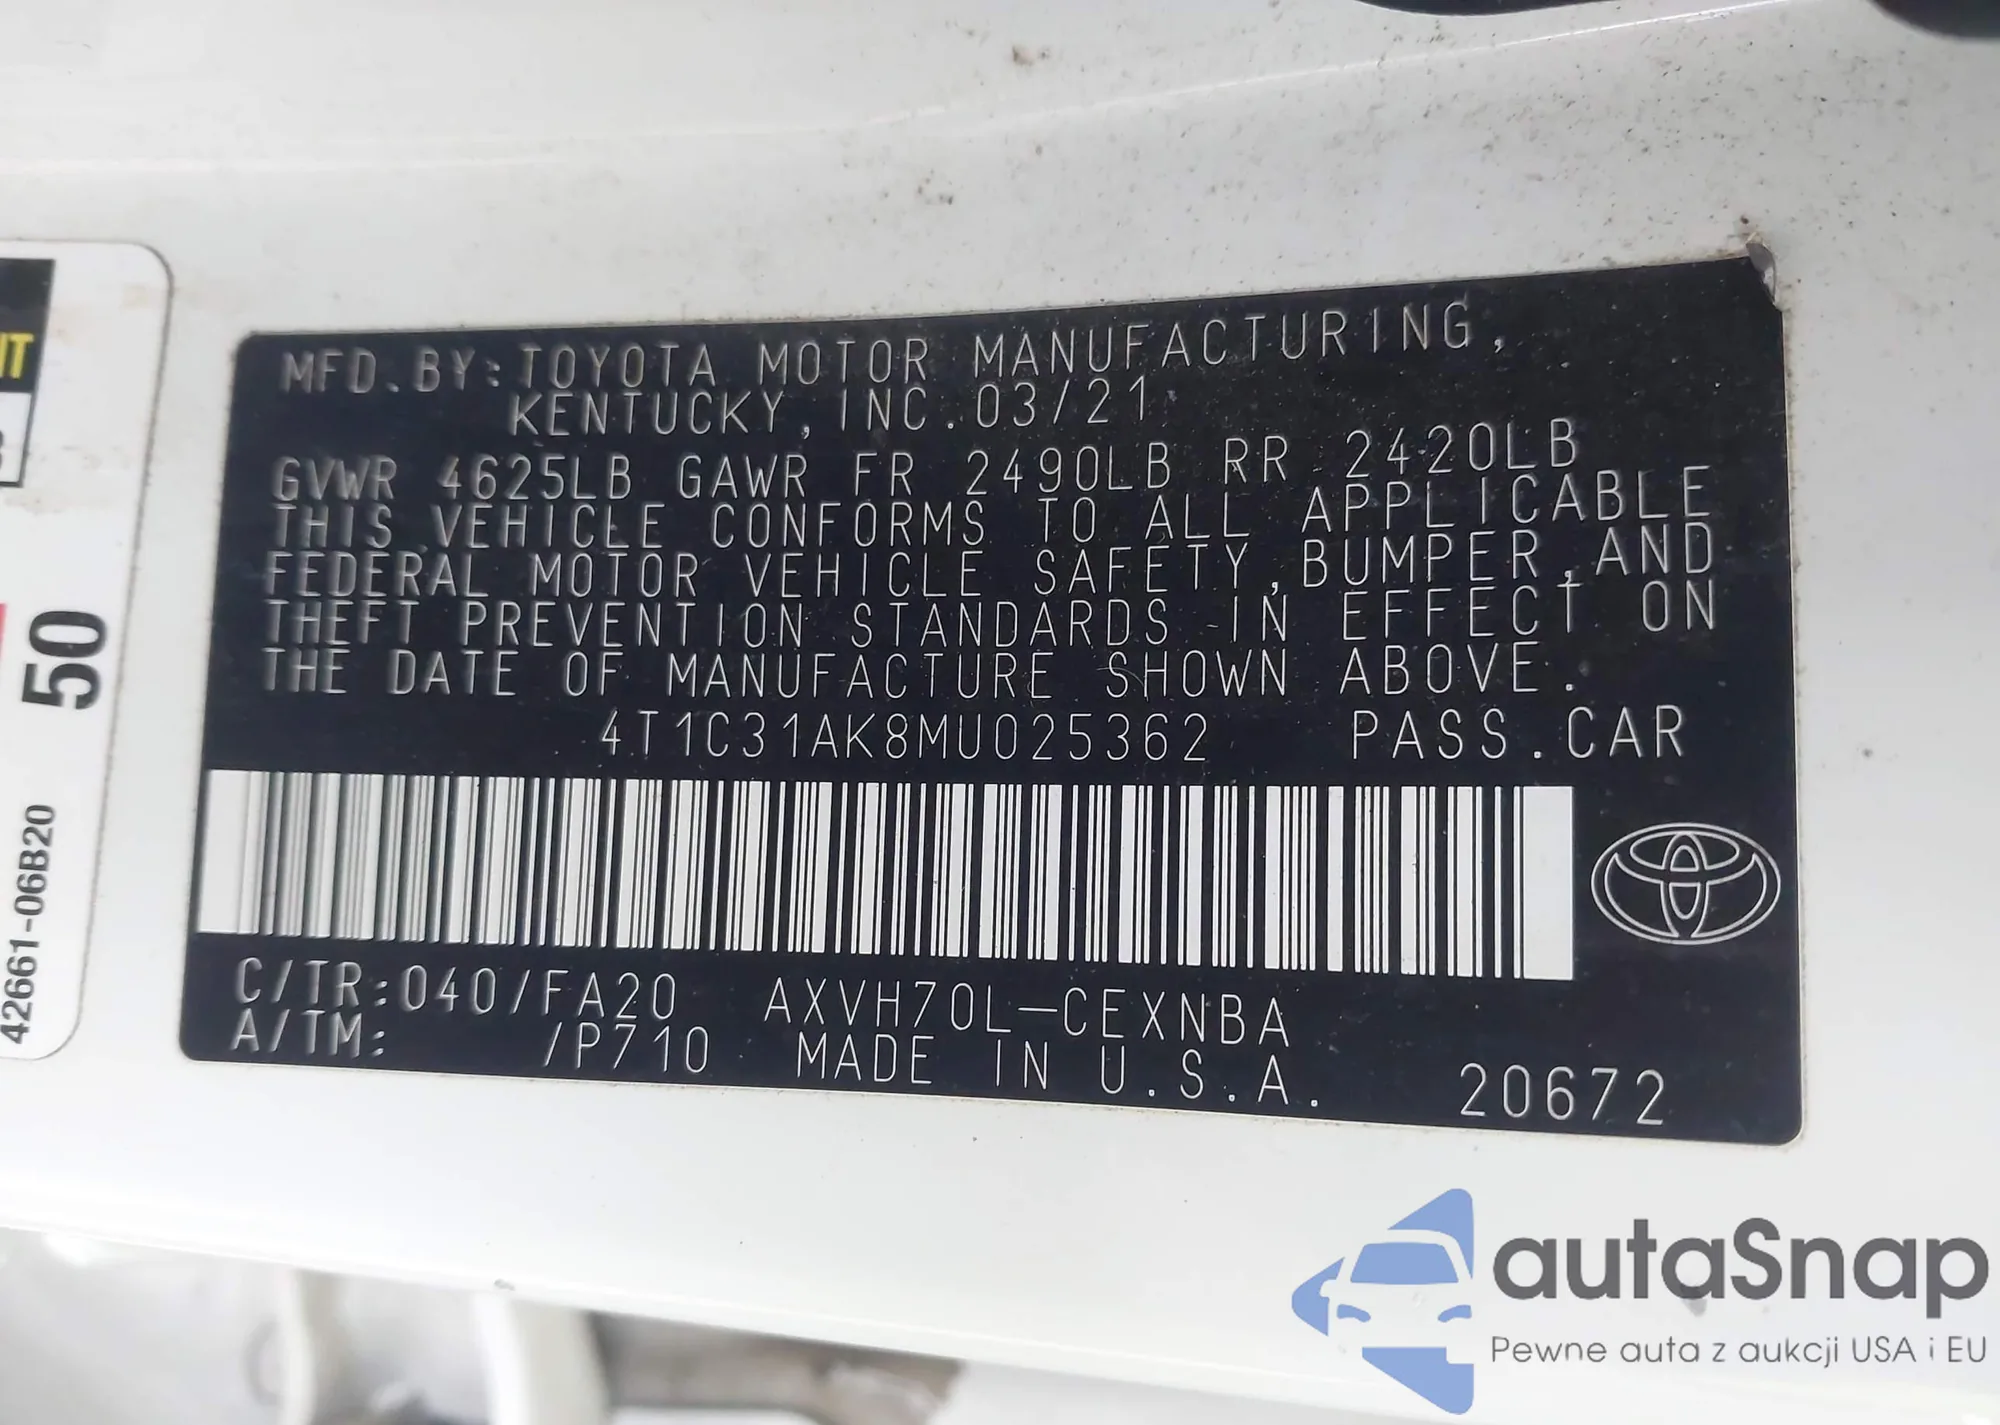 MFD.BY:TOYOTA MOTOR MANUFACTURING,
KENTUCKY, INC. 03/21
GVWR 4625LB GAWR FR 2490LB RR 2420LB
THIS VEHICLE CONFORMS TO ALL APPLICABLE
FEDERAL MOTOR VEHICLE SAFETY,BUMPER,AND
THEFT PREVENTION STANDARDS IN EFFECT ON
THE DATE OF MANUFACTURE SHOWN ABOVE.
4T1C31AK8MU025362 PASS.CAR
C/TR:040/FA20 AXVH70L-CEXNBA
A/TM: /P710 MADE IN U.S.A. 20672
50
42661-06B20
autaSnap
Pewne auta z aukcji USA i EU